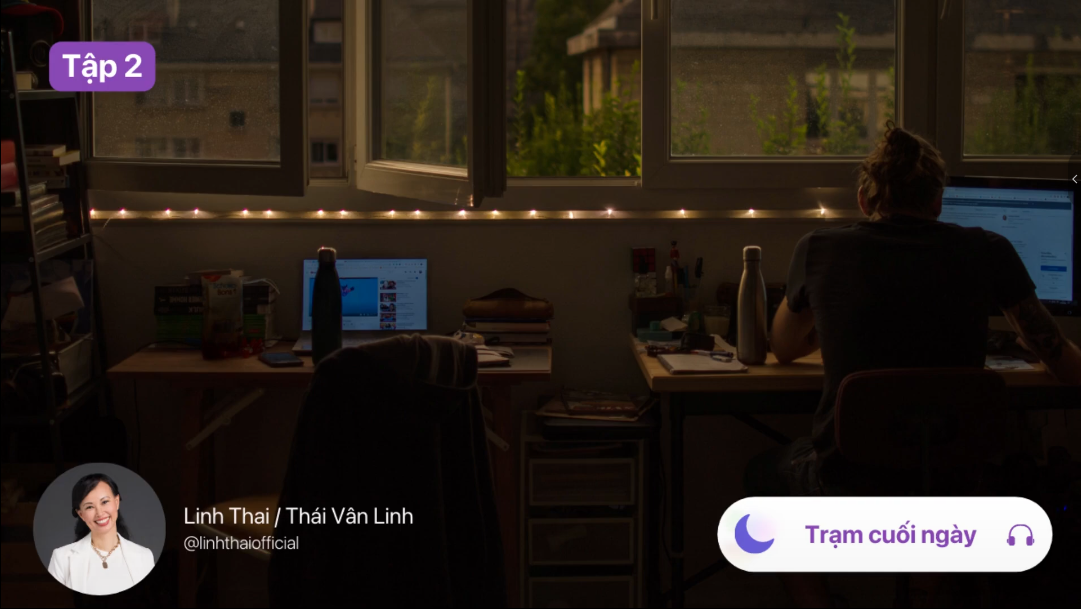 Tập 2
Linh Thai / Thái Vân Linh
@linhthaiofficial
Trạm cuối ngày